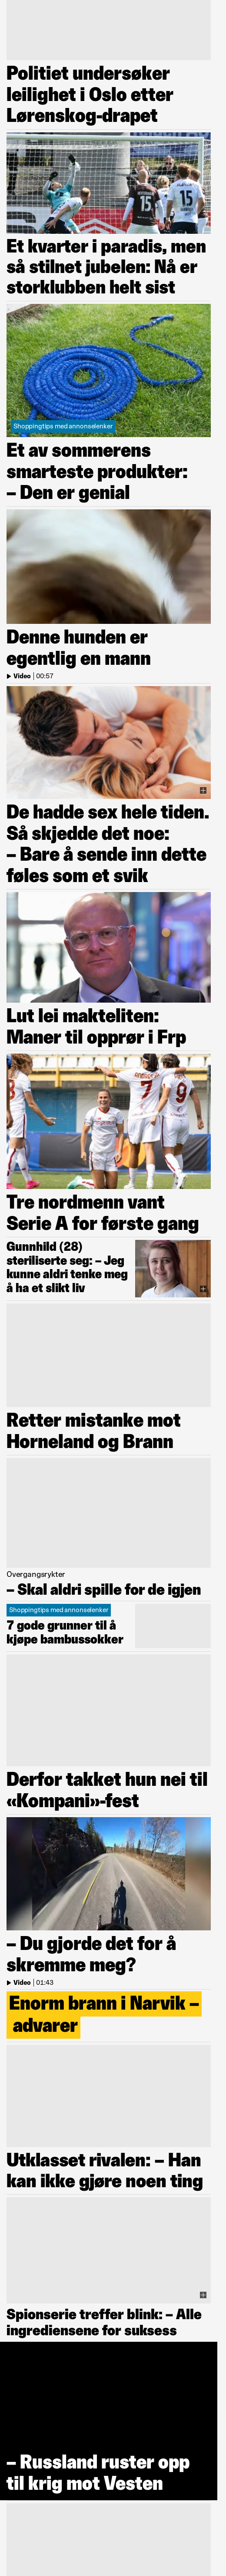 Politiet undersøker
leilighet i Oslo etter
Lørenskog-drapet
15
15
Et kvarter i paradis, men
så stilnet jubelen: Nå er
storklubben helt sist
Shoppingtips med annonselenker
Et av sommerens
smarteste produkter:
– Den er genial
Denne hunden er
egentlig en mann
Video | 00:57
De hadde sex hele tiden.
Så skjedde det noe:
– Bare å sende inn dette
føles som et svik
Lut lei makteliten:
Maner til opprør i Frp
7
9
Tre nordmenn vant
Serie A for første gang
Gunnhild (28)
steriliserte seg: – Jeg
kunne aldri tenke meg
å ha et slikt liv
Retter mistanke mot
Horneland og Brann
Overgangsrykter
– Skal aldri spille for de igjen
Shoppingtips med annonselenker
7 gode grunner til å
kjøpe bambussokker
Derfor takket hun nei til
«Kompani»-fest
– Du gjorde det for å
skremme meg?
Video | 01:43
Enorm brann i Narvik –
advarer
Utklasset rivalen: – Han
kan ikke gjøre noen ting
Spionserie treffer blink: – Alle
ingrediensene for suksess
– Russland ruster opp
til krig mot Vesten